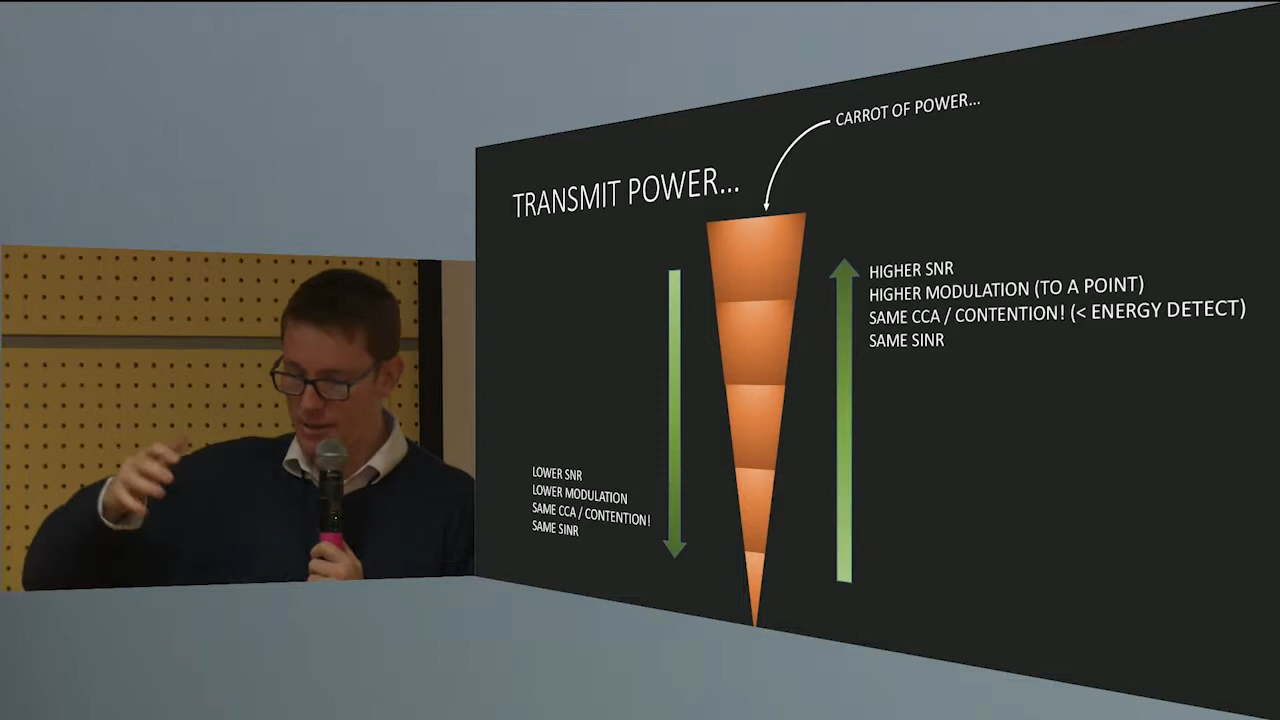 CARROT OF POWER...
TRANSMIT POWER...
HIGHER SNR
HIGHER MODULATION (TO A POINT)
SAME CCA / CONTENTION! (< ENERGY DETECT)
SAME SINR
LOWER SNR
LOWER MODULATION
SAME CCA / CONTENTION!
SAME SINR